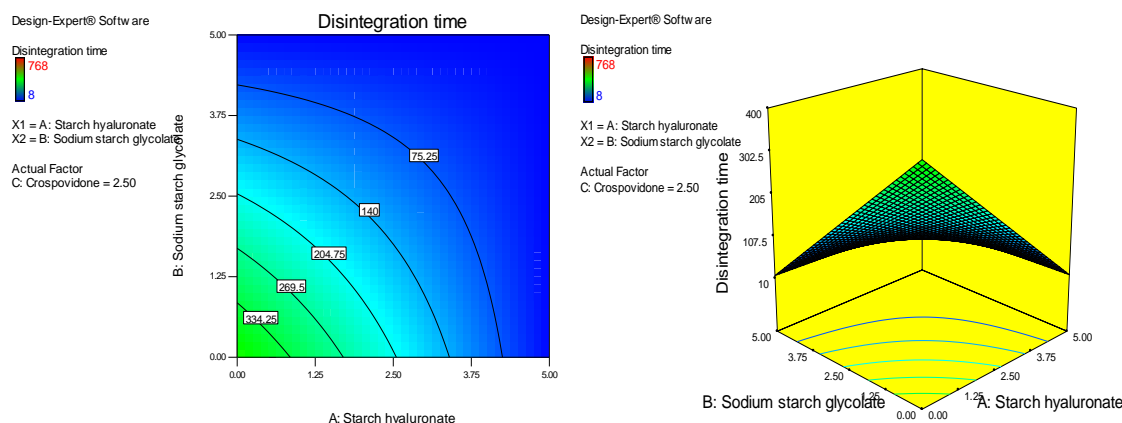 Design-Expert® Software
Disintegration time
768
8
X1 = A: Starch hyaluronate
X2 = B: Sodium starch glycolate
Actual Factor
C: Crospovidone = 2.50
Disintegration time
5.00
3.75
2.50
1.25
0.00
0.00 1.25 2.50 3.75 5.00
B: Sodium starch glycolate
A: Starch hyaluronate
75.25
140
204.75
269.5
334.25
Design-Expert® Software
Disintegration time
768
8
X1 = A: Starch hyaluronate
X2 = B: Sodium starch glycolate
Actual Factor
C: Crospovidone = 2.50
Disintegration time
400
302.5
205
107.5
10
5.00
3.75
2.50
1.25
0.00
0.00
1.25
2.50
3.75
5.00
B: Sodium starch glycolate
A: Starch hyaluronate